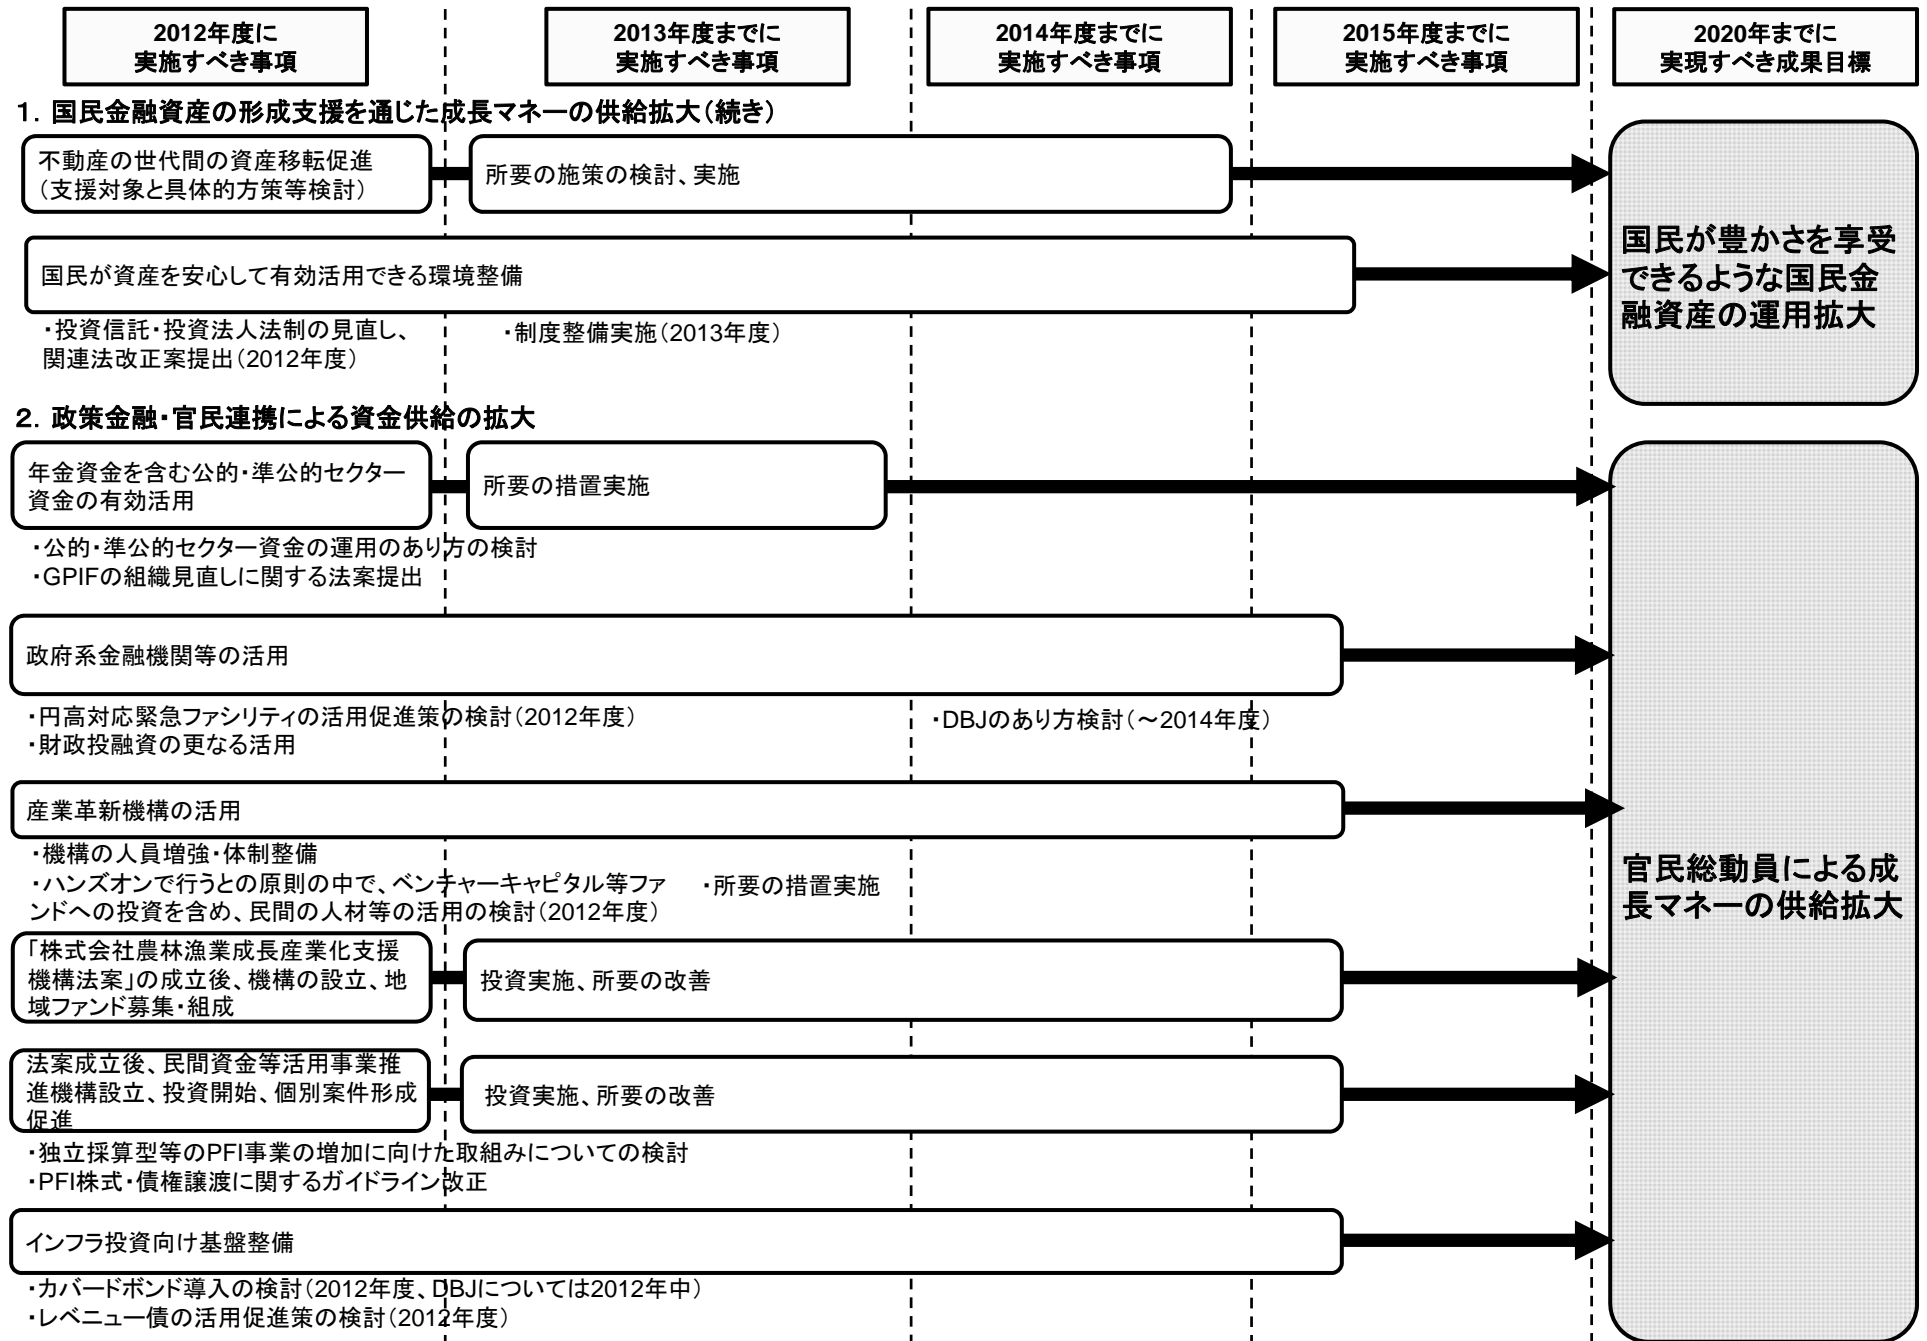 2012年度に
実施すべき事項
2013年度までに
実施すべき事項
2014年度までに
実施すべき事項
2015年度までに
実施すべき事項
2020年までに
実現すべき成果目標
1．国民金融資産の形成支援を通じた成長マネーの供給拡大（続き）
不動産の世代間の資産移転促進
（支援対象と具体的方策等検討）
所要の施策の検討、実施
国民が資産を安心して有効活用できる環境整備
・投資信託・投資法人法制の見直し、
関連法改正案提出（2012年度）
・制度整備実施（2013年度）
国民が豊かさを享受
できるような国民金
融資産の運用拡大
2．政策金融・官民連携による資金供給の拡大
年金資金を含む公的・準公的セクター
資金の有効活用
所要の措置実施
・公的・準公的セクター資金の運用のあり方の検討
・GPIFの組織見直しに関する法案提出
政府系金融機関等の活用
・円高対応緊急ファシリティの活用促進策の検討（2012年度）
・財政投融資の更なる活用
・DBJのあり方検討（～2014年度）
産業革新機構の活用
・機構の人員増強・体制整備
・ハンズオンで行うとの原則の中で、ベンチャーキャピタル等ファ
ンドへの投資を含め、民間の人材等の活用の検討（2012年度）
・所要の措置実施
「株式会社農林漁業成長産業化支援
機構法案」の成立後、機構の設立、地
域ファンド募集・組成
投資実施、所要の改善
法案成立後、民間資金等活用事業推
進機構設立、投資開始、個別案件形成
促進
投資実施、所要の改善
・独立採算型等のPFI事業の増加に向けた取組みについての検討
・PFI株式・債権譲渡に関するガイドライン改正
インフラ投資向け基盤整備
・カバードボンド導入の検討（2012年度、DBJについては2012年中）
・レベニュー債の活用促進策の検討（2012年度）
官民総動員による成
長マネーの供給拡大